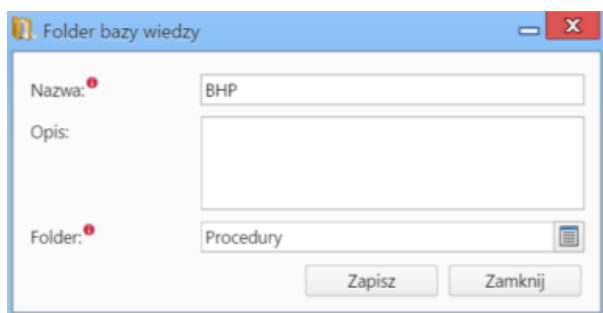 Folder bazy wiedzy
Nazwa: BHP
Opis:
Folder: Procedury
Zapisz Zamknij